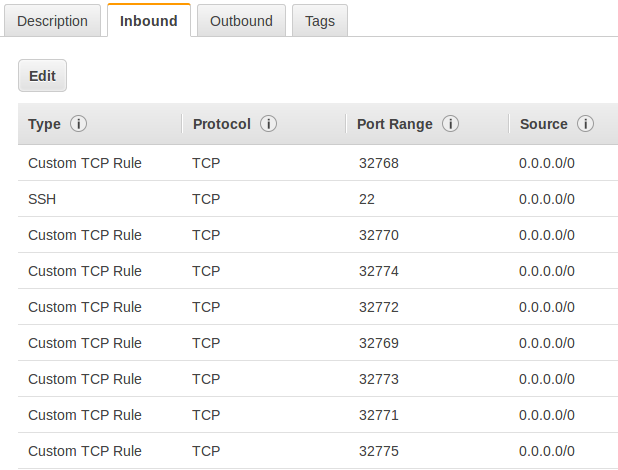 Description Inbound Outbound Tags
Edit
Type Protocol Port Range Source
Custom TCP Rule TCP 32768 0.0.0.0/0
SSH TCP 22 0.0.0.0/0
Custom TCP Rule TCP 32770 0.0.0.0/0
Custom TCP Rule TCP 32774 0.0.0.0/0
Custom TCP Rule TCP 32772 0.0.0.0/0
Custom TCP Rule TCP 32769 0.0.0.0/0
Custom TCP Rule TCP 32773 0.0.0.0/0
Custom TCP Rule TCP 32771 0.0.0.0/0
Custom TCP Rule TCP 32775 0.0.0.0/0